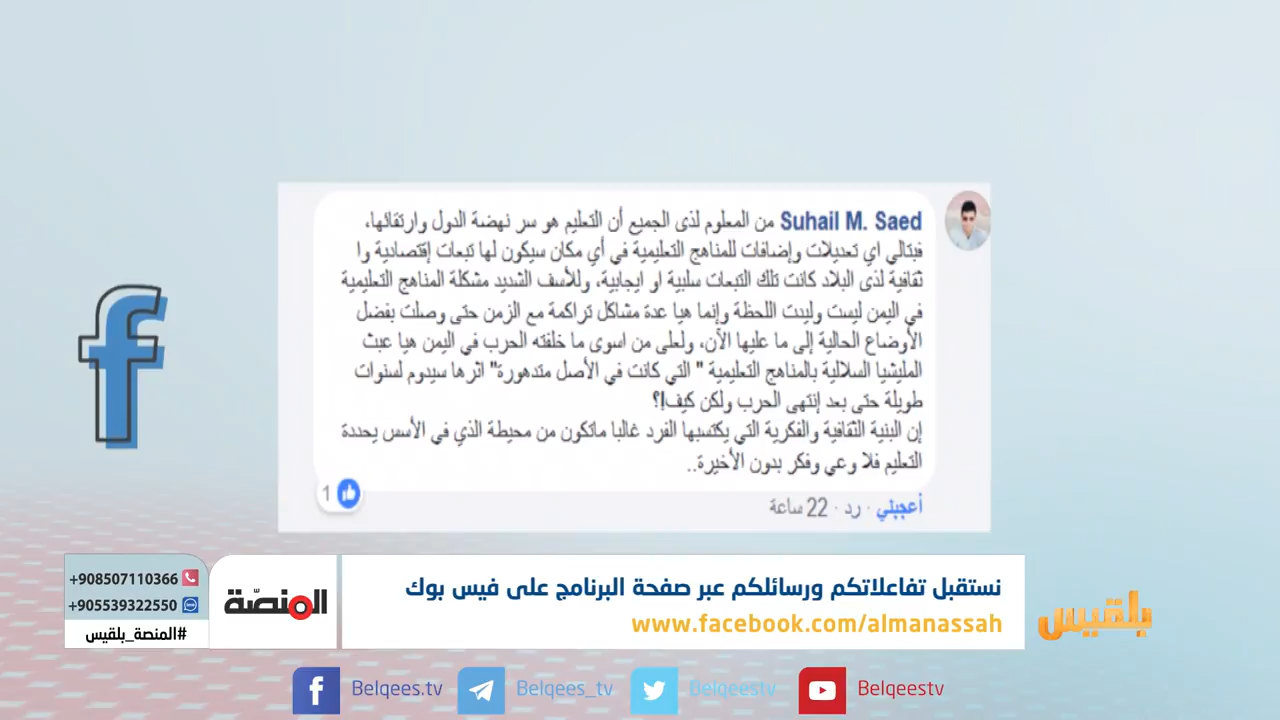 Suhail M. Saed من المعلوم لذى الجميع أن التعليم هو سر نهضة الدول وارتقائها،
فبتالي اي تعديلات وإضافات للمناهج التعليمية في أي مكان سيكون لها تبعات إقتصادية وا
ثقافية لذى البلاد كانت تلك التبعات سلبية او ايجابية، وللأسف الشديد مشكلة المناهج التعليمية
في اليمن ليست وليدت اللحظة وإنما هيا عدة مشاكل تراكمة مع الزمن حتى وصلت بفضل
الأوضاع الحالية إلى ما عليها الآن، ولعلى من اسوى ما خلفته الحرب في اليمن هيا عبث
المليشيا السلالية بالمناهج التعليمية " التي كانت في الأصل متدهورة" اثرها سيدوم لسنوات
طويلة حتى بعد إنتهى الحرب ولكن كيف!؟
إن البنية الثقافية والفكرية التي يكتسبها الفرد غالبا ماتكون من محيطة الذي في الأسس يحددة
التعليم فلا وعي وفكر بدون الأخيرة..
1
أعجبني · رد · 22 ساعة
نستقبل تفاعلاتكم ورسائلكم عبر صفحة البرنامج على فيس بوك
www.facebook.com/almanassah
المنصّة
+908507110366
+905539322550
#المنصة_بلقيس
بلقيس
Belqees.tv
Belqees_tv
Belqeestv
Belqeestv